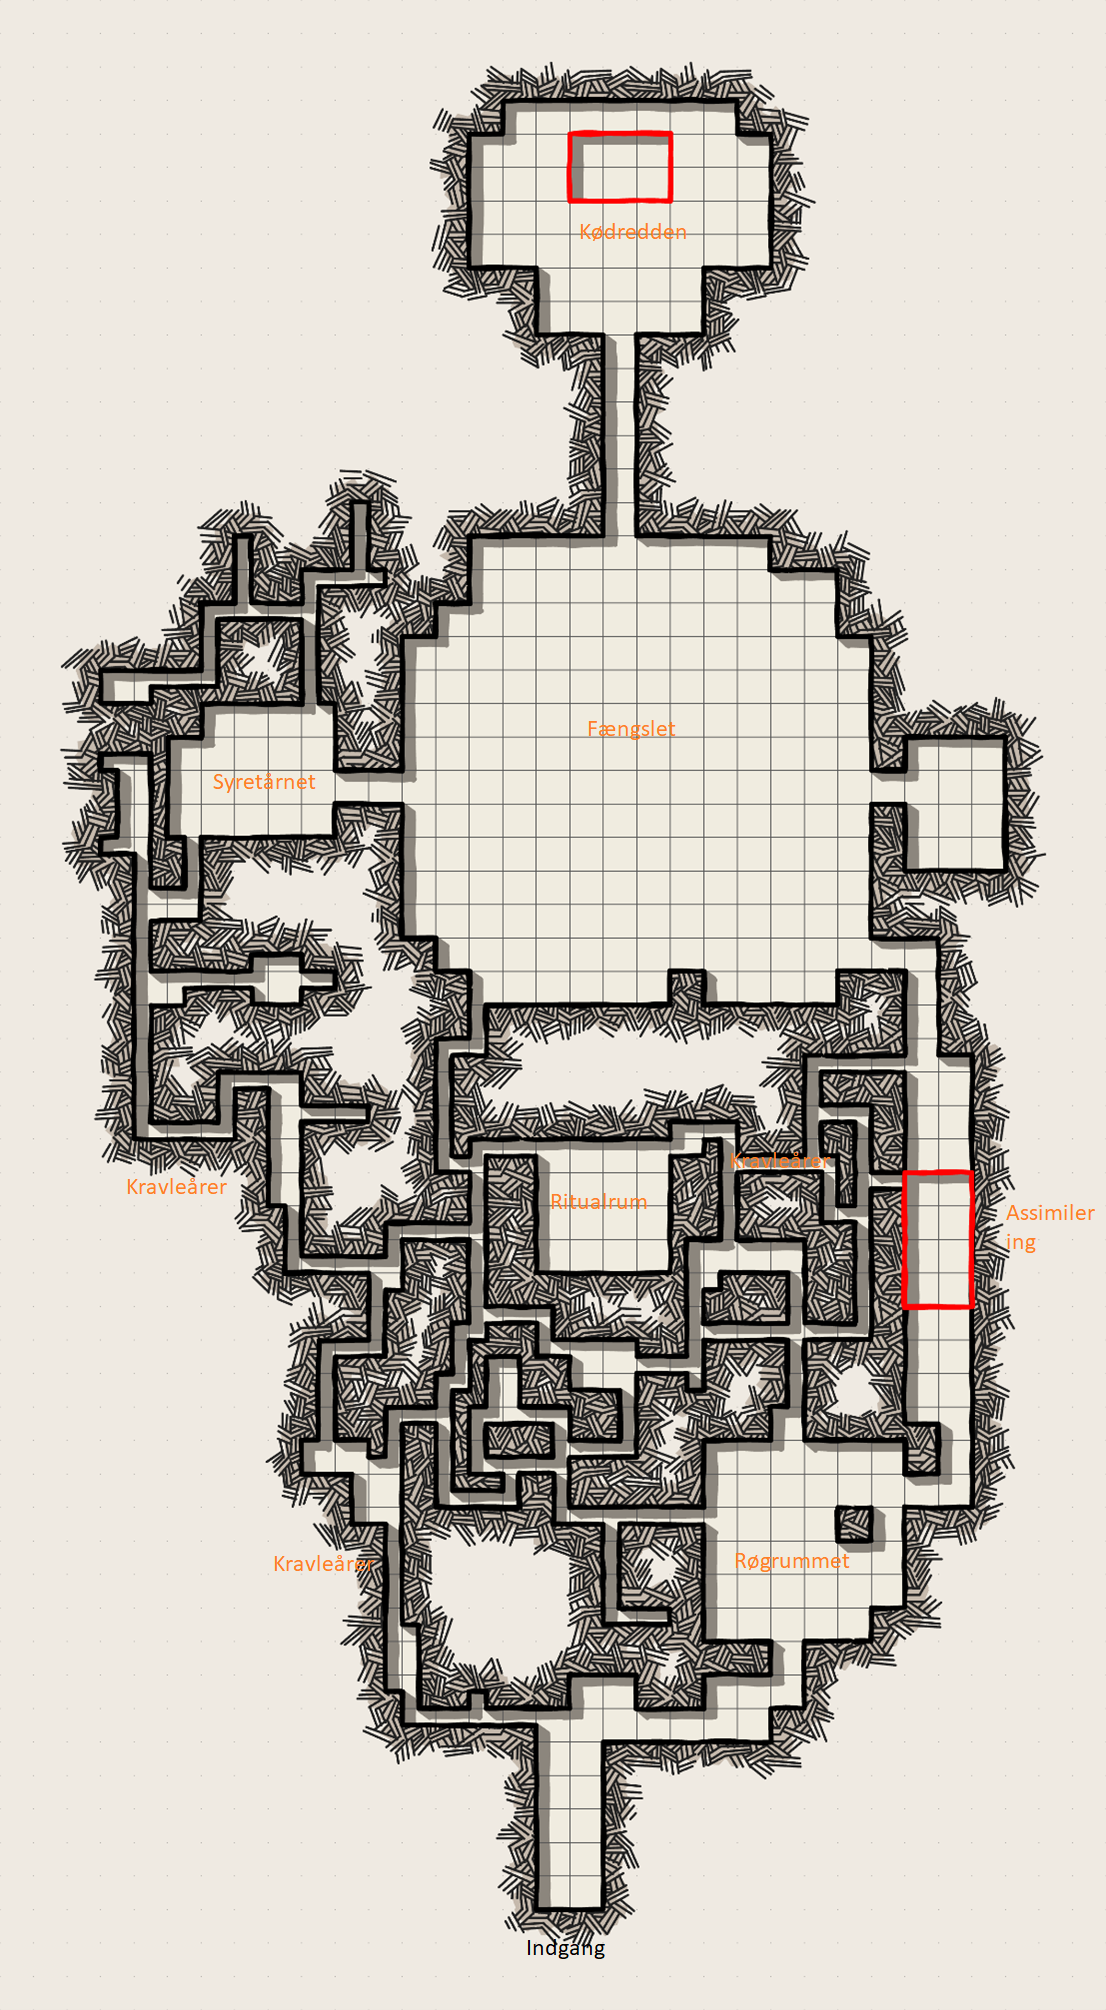 Kødredden
Fængslet
Syretårnet
Kravleårer
Kravleårer
Ritualrum
Assimiler
ing
Kravleårer
Røgrummet
Indgang